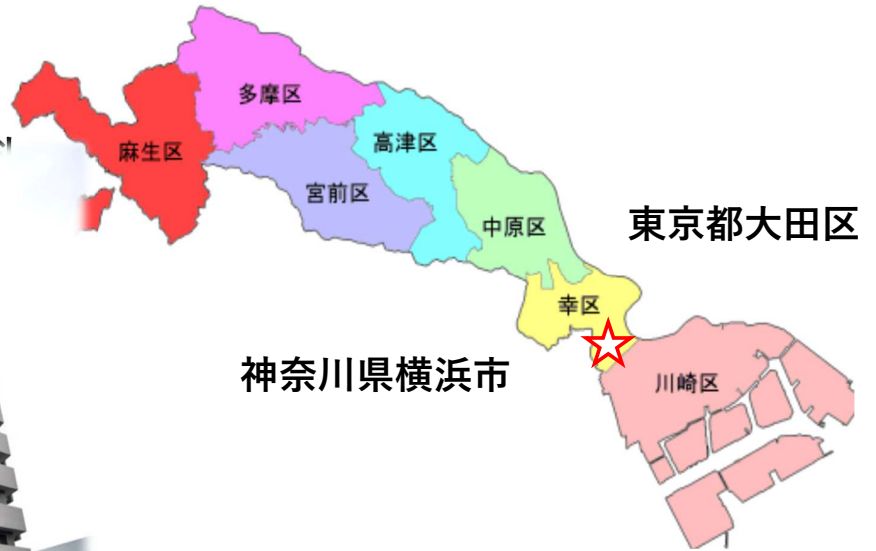 多摩区
高津区
麻生区
宮前区
東京都大田区
中原区
幸区
神奈川県横浜市
川崎区